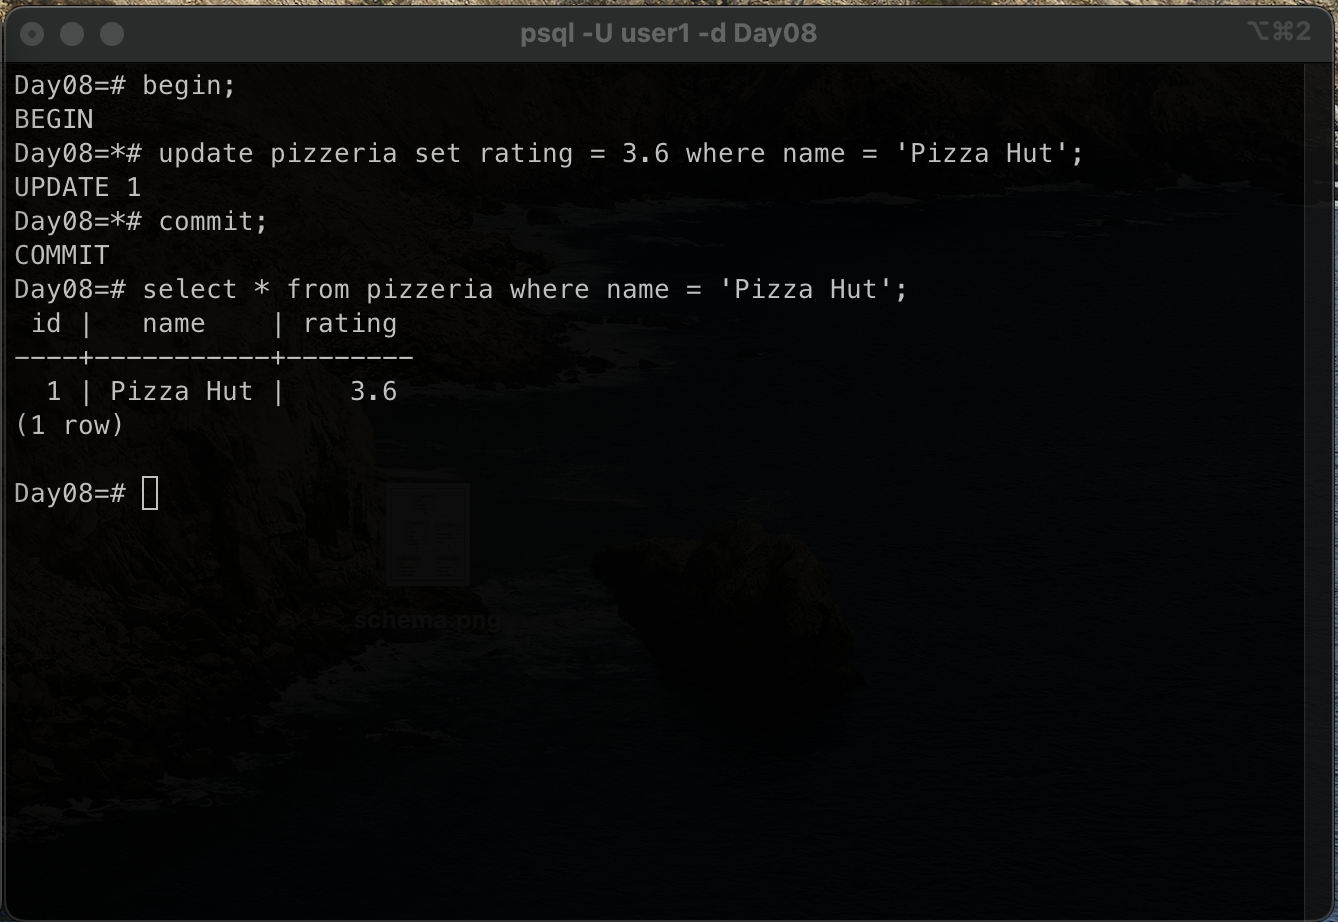 psql -U user1 -d Day08
⌥⌘2
Day08=# begin;
BEGIN
Day08=*# update pizzeria set rating = 3.6 where name = 'Pizza Hut';
UPDATE 1
Day08=*# commit;
COMMIT
Day08=# select * from pizzeria where name = 'Pizza Hut';
 id |   name    | rating
----+-----------+--------
  1 | Pizza Hut |    3.6
(1 row)
Day08=#
schema.png